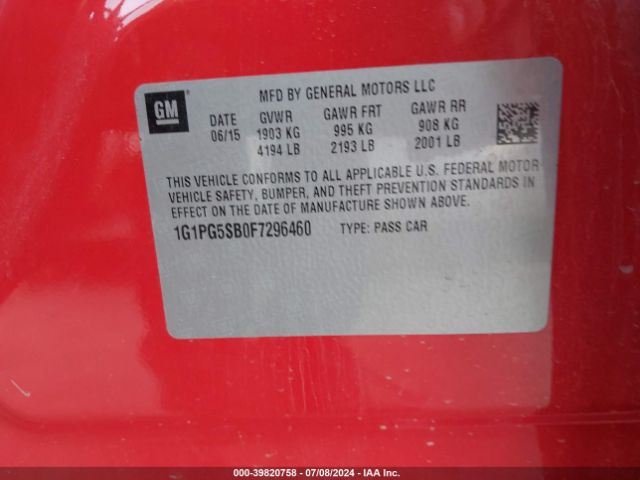 GM
MFD BY GENERAL MOTORS LLC
DATE GVWR GAWR FRT GAWR RR
06/15 1903 KG 995 KG 908 KG
4194 LB 2193 LB 2001 LB
THIS VEHICLE CONFORMS TO ALL APPLICABLE U.S. FEDERAL MOTOR
VEHICLE SAFETY, BUMPER, AND THEFT PREVENTION STANDARDS IN
EFFECT ON THE DATE OF MANUFACTURE SHOWN ABOVE.
1G1PG5SB0F7296460 TYPE: PASS CAR
000-39820758 - 07/08/2024 - IAA Inc.